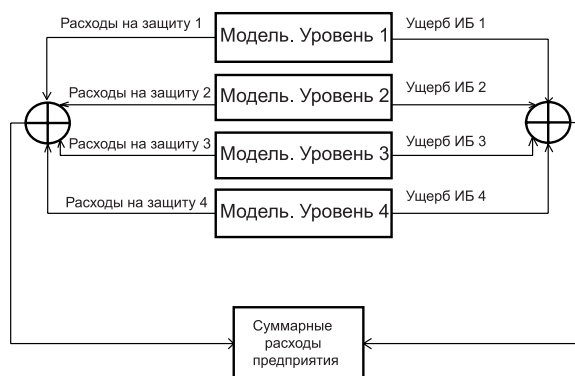 Расходы на защиту 1
Модель. Уровень 1
Ущерб ИБ 1
Расходы на защиту 2
Модель. Уровень 2
Ущерб ИБ 2
Расходы на защиту 3
Модель. Уровень 3
Ущерб ИБ 3
Расходы на защиту 4
Модель. Уровень 4
Ущерб ИБ 4
Суммарные
расходы
предприятия